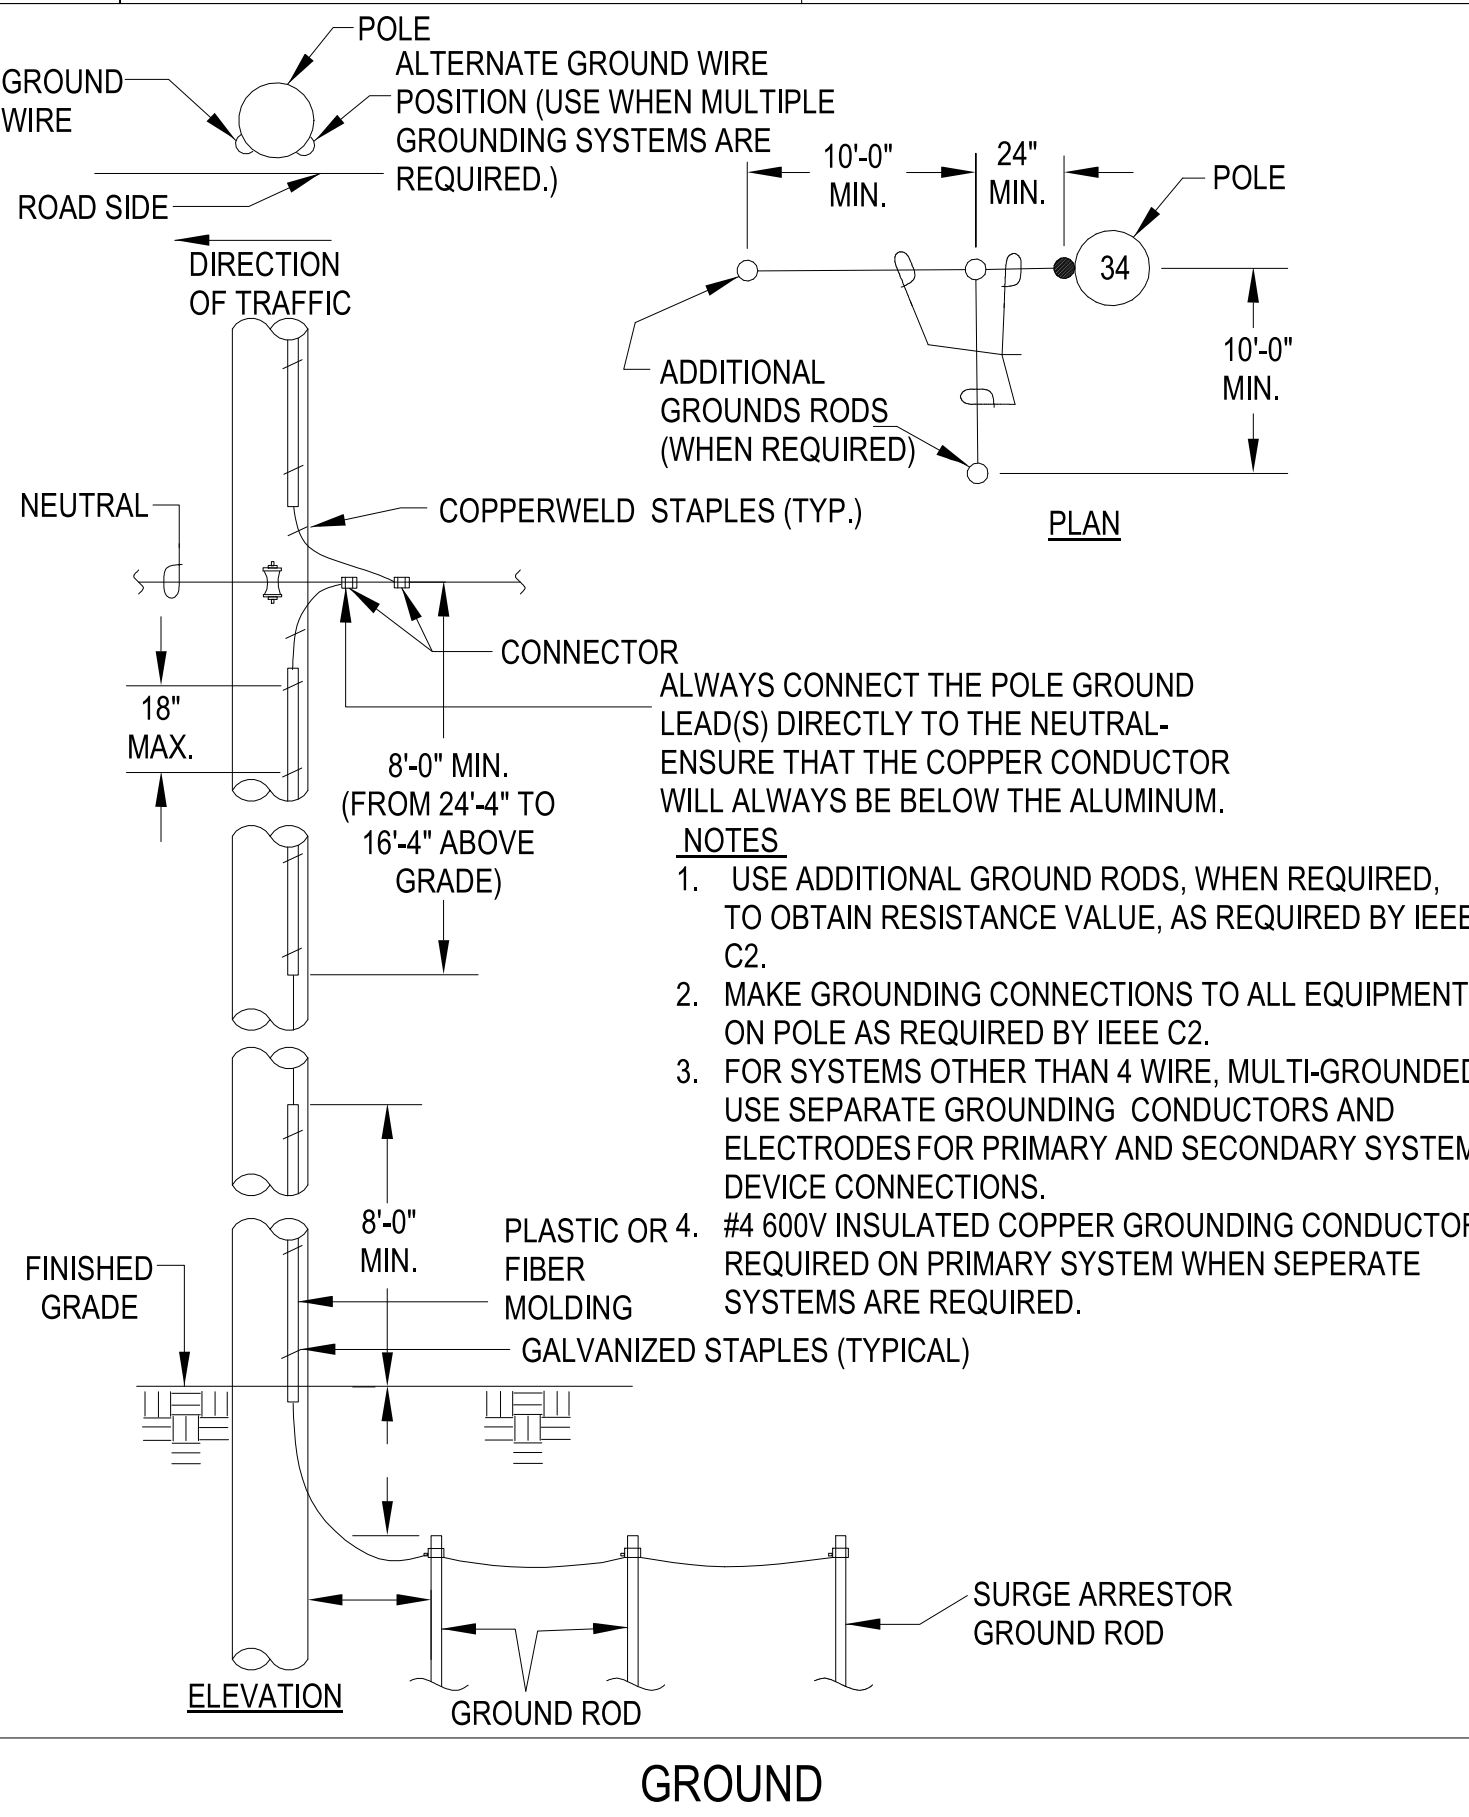 POLE
GROUND
WIRE
ALTERNATE GROUND WIRE
POSITION (USE WHEN MULTIPLE
GROUNDING SYSTEMS ARE
REQUIRED.)
ROAD SIDE
DIRECTION
OF TRAFFIC
10'-0"
MIN.
24"
MIN.
POLE
34
10'-0"
MIN.
ADDITIONAL
GROUNDS RODS
(WHEN REQUIRED)
PLAN
NEUTRAL
COPPERWELD STAPLES (TYP.)
CONNECTOR
18"
MAX.
8'-0" MIN.
(FROM 24'-4" TO
16'-4" ABOVE
GRADE)
ALWAYS CONNECT THE POLE GROUND
LEAD(S) DIRECTLY TO THE NEUTRAL-
ENSURE THAT THE COPPER CONDUCTOR
WILL ALWAYS BE BELOW THE ALUMINUM.
NOTES
1. USE ADDITIONAL GROUND RODS, WHEN REQUIRED,
TO OBTAIN RESISTANCE VALUE, AS REQUIRED BY IEEE
C2.
2. MAKE GROUNDING CONNECTIONS TO ALL EQUIPMENT
ON POLE AS REQUIRED BY IEEE C2.
3. FOR SYSTEMS OTHER THAN 4 WIRE, MULTI-GROUNDED
USE SEPARATE GROUNDING CONDUCTORS AND
ELECTRODES FOR PRIMARY AND SECONDARY SYSTEM
DEVICE CONNECTIONS.
4. #4 600V INSULATED COPPER GROUNDING CONDUCTOR
REQUIRED ON PRIMARY SYSTEM WHEN SEPERATE
SYSTEMS ARE REQUIRED.
8'-0"
MIN.
PLASTIC OR
FIBER
MOLDING
FINISHED
GRADE
GALVANIZED STAPLES (TYPICAL)
SURGE ARRESTOR
GROUND ROD
ELEVATION
GROUND ROD
GROUND